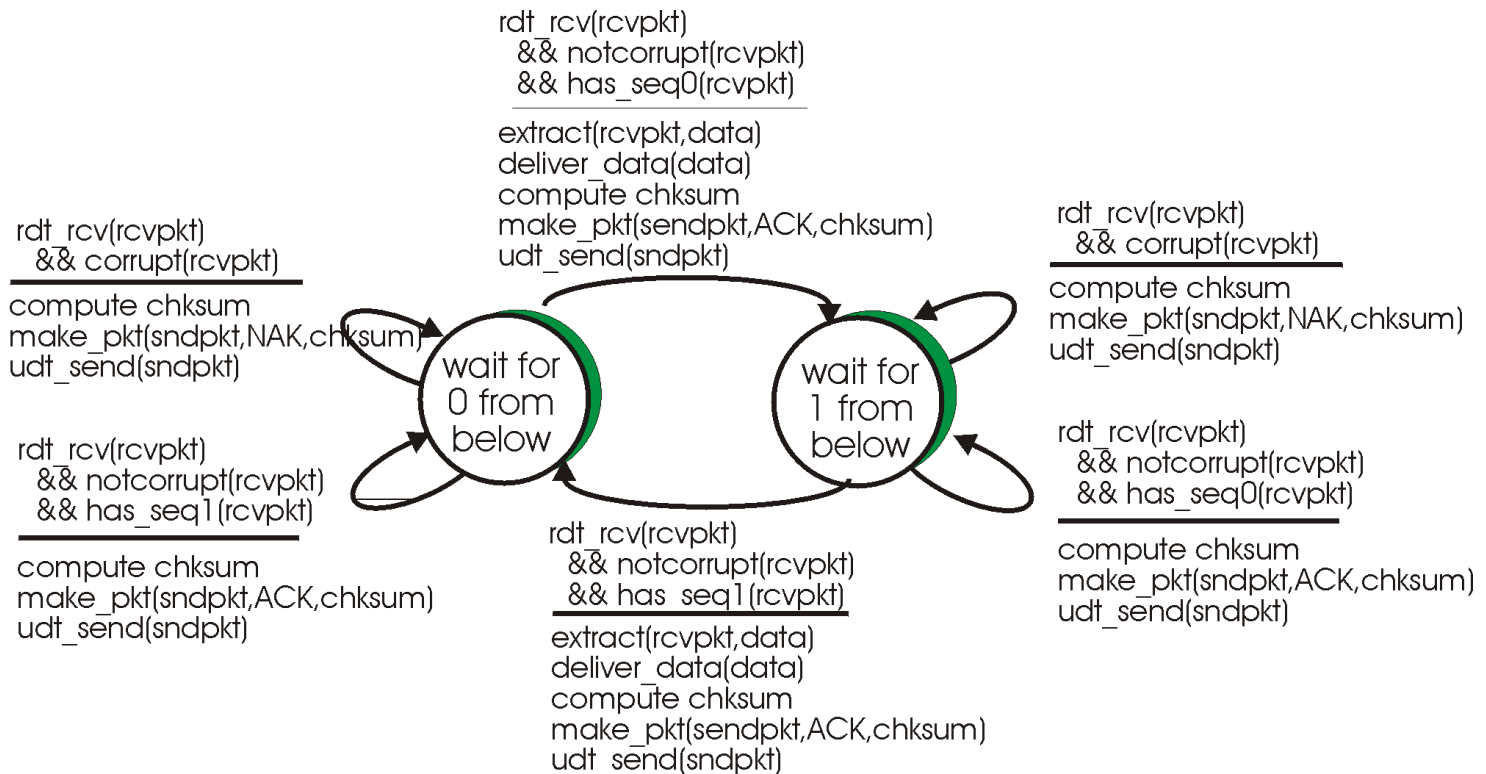 rdt_rcv(rcvpkt)
&& notcorrupt(rcvpkt)
&& has_seq0(rcvpkt)
extract(rcvpkt,data)
deliver_data(data)
compute chksum
make_pkt(sendpkt,ACK,chksum)
udt_send(sndpkt)
rdt_rcv(rcvpkt)
&& corrupt(rcvpkt)
compute chksum
make_pkt(sndpkt,NAK,chksum)
udt_send(sndpkt)
rdt_rcv(rcvpkt)
&& notcorrupt(rcvpkt)
&& has_seq1(rcvpkt)
compute chksum
make_pkt(sndpkt,ACK,chksum)
udt_send(sndpkt)
wait for
0 from
below
wait for
1 from
below
rdt_rcv(rcvpkt)
&& corrupt(rcvpkt)
compute chksum
make_pkt(sndpkt,NAK,chksum)
udt_send(sndpkt)
rdt_rcv(rcvpkt)
&& notcorrupt(rcvpkt)
&& has_seq0(rcvpkt)
compute chksum
make_pkt(sndpkt,ACK,chksum)
udt_send(sndpkt)
rdt_rcv(rcvpkt)
&& notcorrupt(rcvpkt)
&& has_seq1(rcvpkt)
extract(rcvpkt,data)
deliver_data(data)
compute chksum
make_pkt(sendpkt,ACK,chksum)
udt_send(sndpkt)